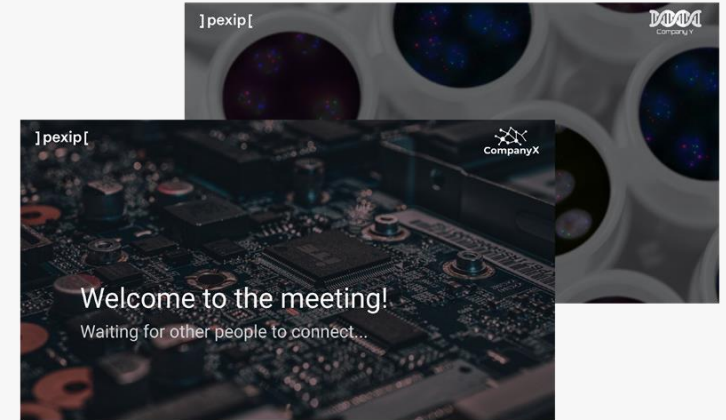 ]pexip[
Company Y
]pexip[
CompanyX
Welcome to the meeting!
Waiting for other people to connect...